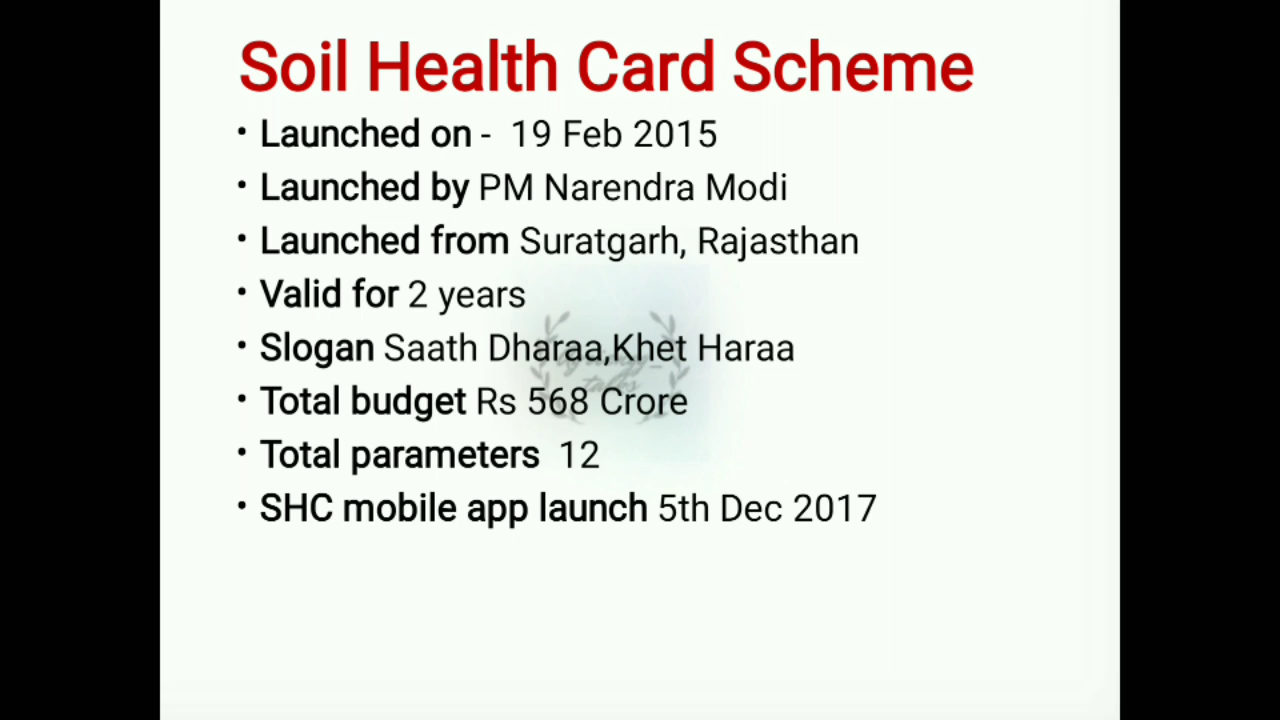 Soil Health Card Scheme
• Launched on - 19 Feb 2015
• Launched by PM Narendra Modi
• Launched from Suratgarh, Rajasthan
• Valid for 2 years
• Slogan Saath Dharaa,Khet Haraa
• Total budget Rs 568 Crore
• Total parameters 12
• SHC mobile app launch 5th Dec 2017